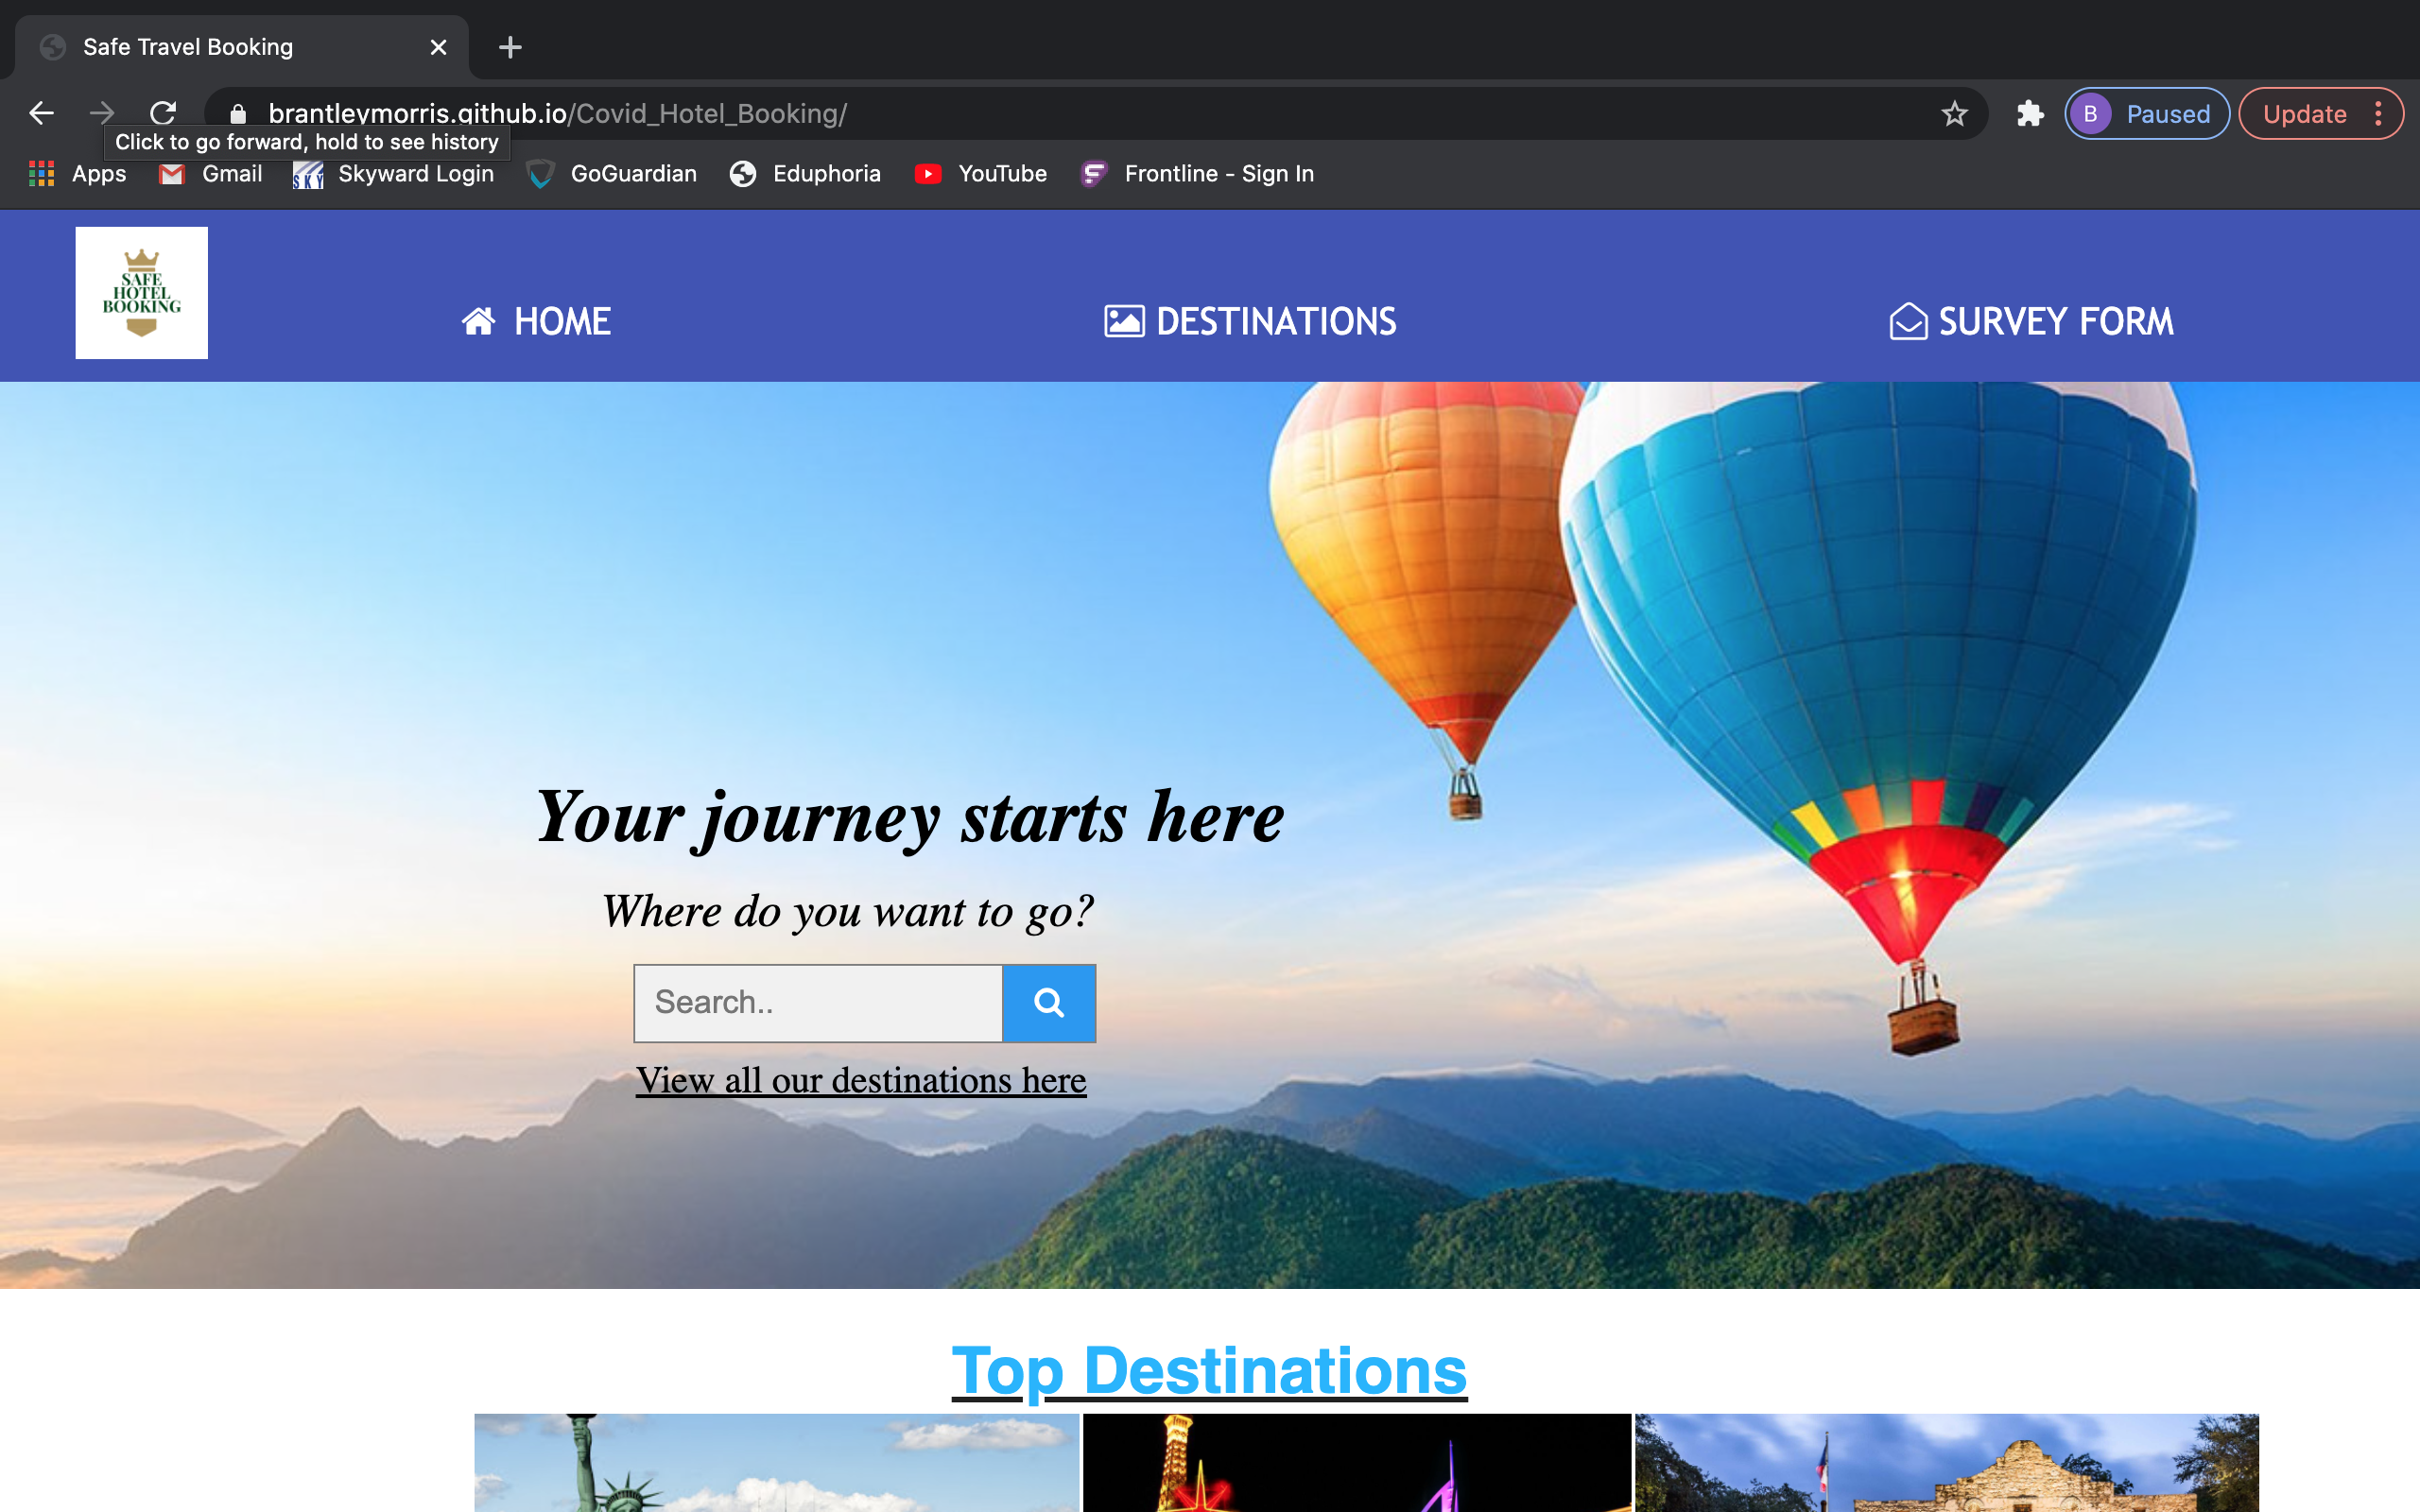 Safe Travel Booking
brantleymorris.github.io/Covid_Hotel_Booking/
B Paused Update
Click to go forward, hold to see history
Apps Gmail SKY Skyward Login GoGuardian Eduphoria YouTube Frontline - Sign In
SAFE
HOTEL
BOOKING
HOME DESTINATIONS SURVEY FORM
Your journey starts here
Where do you want to go?
Search..
View all our destinations here
Top Destinations